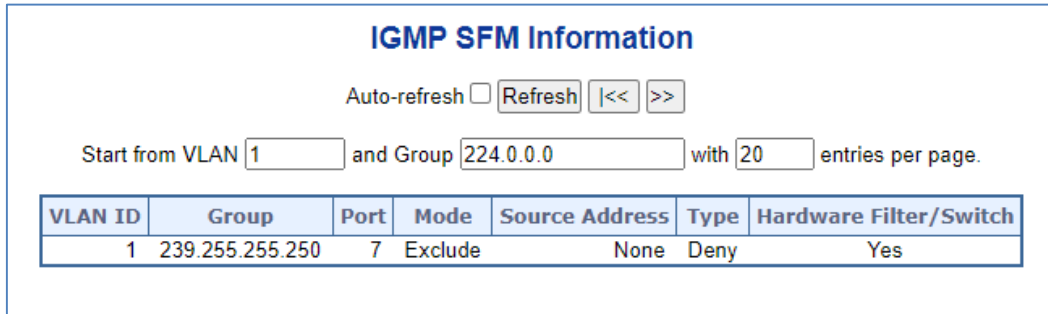 IGMP SFM Information
Auto-refresh Refresh |<< >>
Start from VLAN 1 and Group 224.0.0.0 with 20 entries per page.
VLAN ID Group Port Mode Source Address Type Hardware Filter/Switch
1 239.255.255.250 7 Exclude None Deny Yes